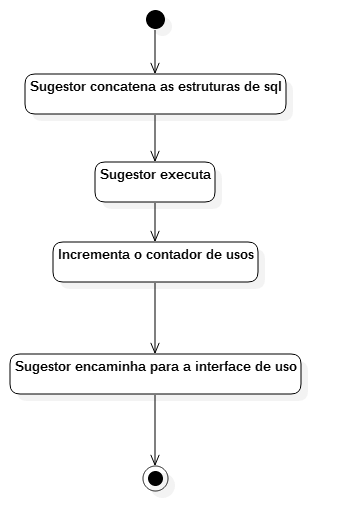 Sugestor concatena as estruturas de sql
Sugestor executa
Incrementa o contador de usos
Sugestor encaminha para a interface de uso